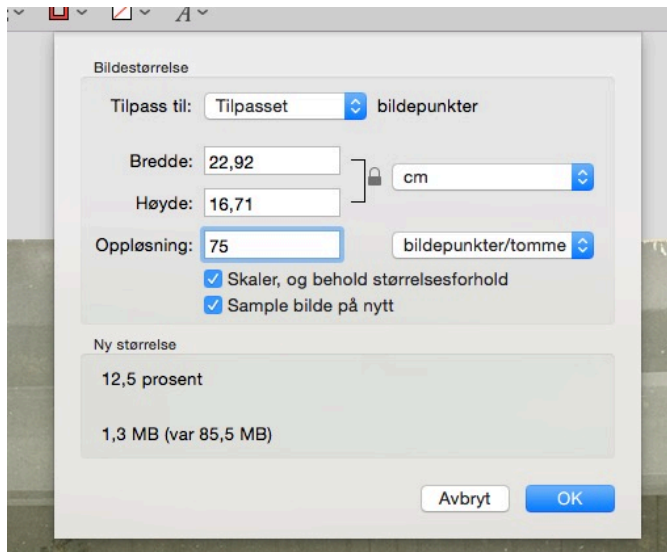 A
Bildestørrelse
Tilpass til: Tilpasset bildepunkter
Bredde: 22,92
cm
Høyde: 16,71
Oppløsning: 75 bildepunkter/tomme
Skaler, og behold størrelsesforhold
Sample bilde på nytt
Ny størrelse
12,5 prosent
1,3 MB (var 85,5 MB)
Avbryt OK